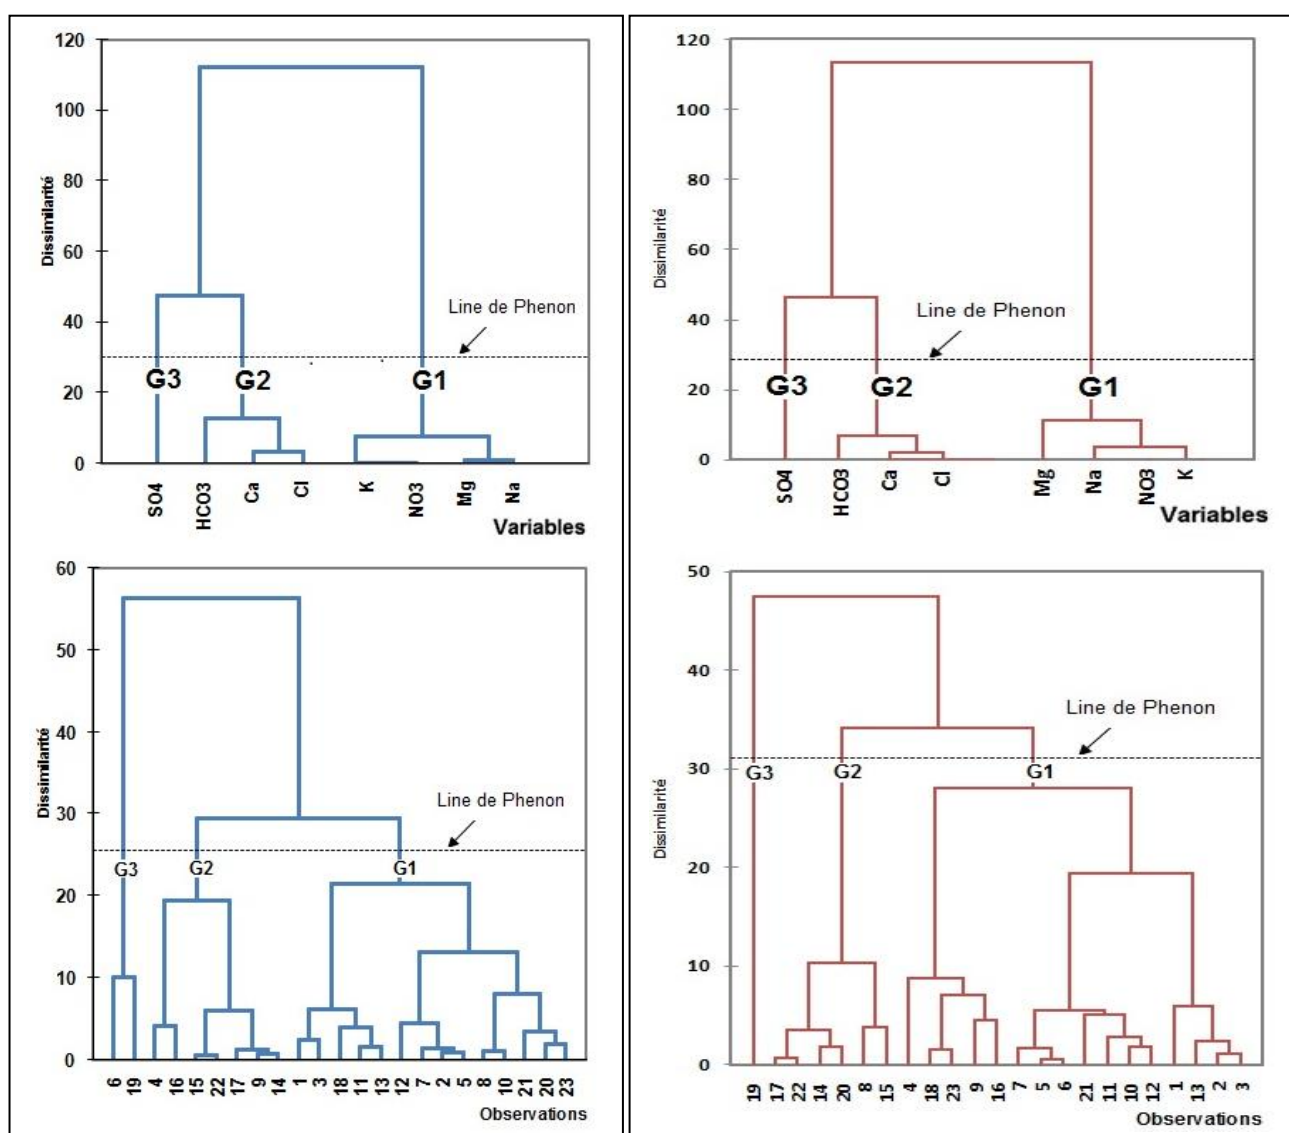 120
100
80
60
40
20
0
Dissimilarité
Line de Phenon
G3 G2 G1
SO4 HCO3 Ca Cl K NO3 Mg Na
Variables
120
100
80
60
40
20
0
Dissimilarité
Line de Phenon
G3 G2 G1
SO4 HCO3 Ca Cl Mg Na NO3 K
Variables
60
50
40
30
20
10
0
Dissimilarité
Line de Phenon
G3 G2 G1
6 19 4 16 15 22 17 9 14 1 3 18 11 13 12 7 2 5 8 10 21 20 23
Observations
50
40
30
20
10
0
Dissimilarité
Line de Phenon
G3 G2 G1
19 17 22 14 20 8 15 4 18 23 9 16 7 5 6 21 11 10 12 1 13 2 3
Observations